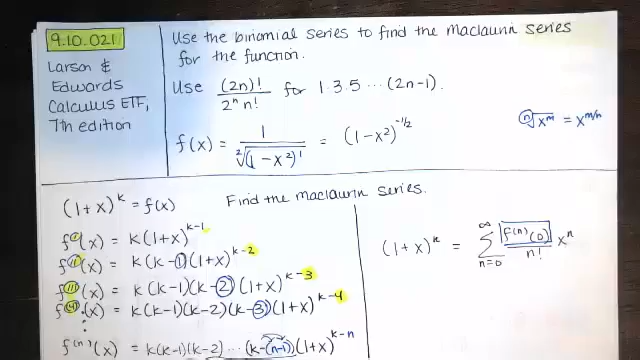 9.10.021
Larson &
Edwards
Calculus ETF,
7th edition
Use the binomial series to find the Maclaurin series
for the function.
Use (2n)! / 2ⁿ n! for 1·3·5 ··· (2n-1).
f(x) = 1 / ²√(1-x²)¹ = (1-x²)^(-1/2)
ⁿ√xᵐ = x^(m/n)
(1+x)^k = f(x)
Find the Maclaurin series.
f'(x) = k(1+x)^(k-1)
f''(x) = k(k-1)(1+x)^(k-2)
f'''(x) = k(k-1)(k-2)(1+x)^(k-3)
f⁽⁴⁾(x) = k(k-1)(k-2)(k-3)(1+x)^(k-4)
⋮
f⁽ⁿ⁾(x) = k(k-1)(k-2) ··· (k-(n-1))(1+x)^(k-n)
(1+x)^k = ∞ Σ n=0 f⁽ⁿ⁾(0) / n! xⁿ